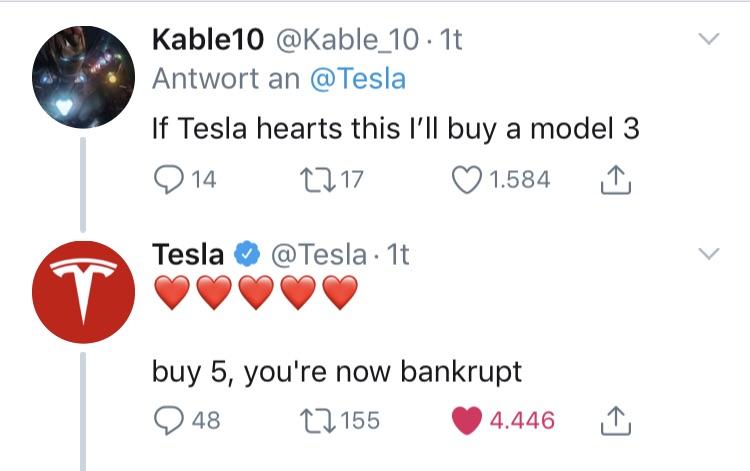 Kable10 @Kable_10 · 1t
Antwort an @Tesla
If Tesla hearts this I’ll buy a model 3
14 17 1.584
Tesla @Tesla · 1t
❤️❤️❤️❤️❤️
buy 5, you're now bankrupt
48 155 4.446